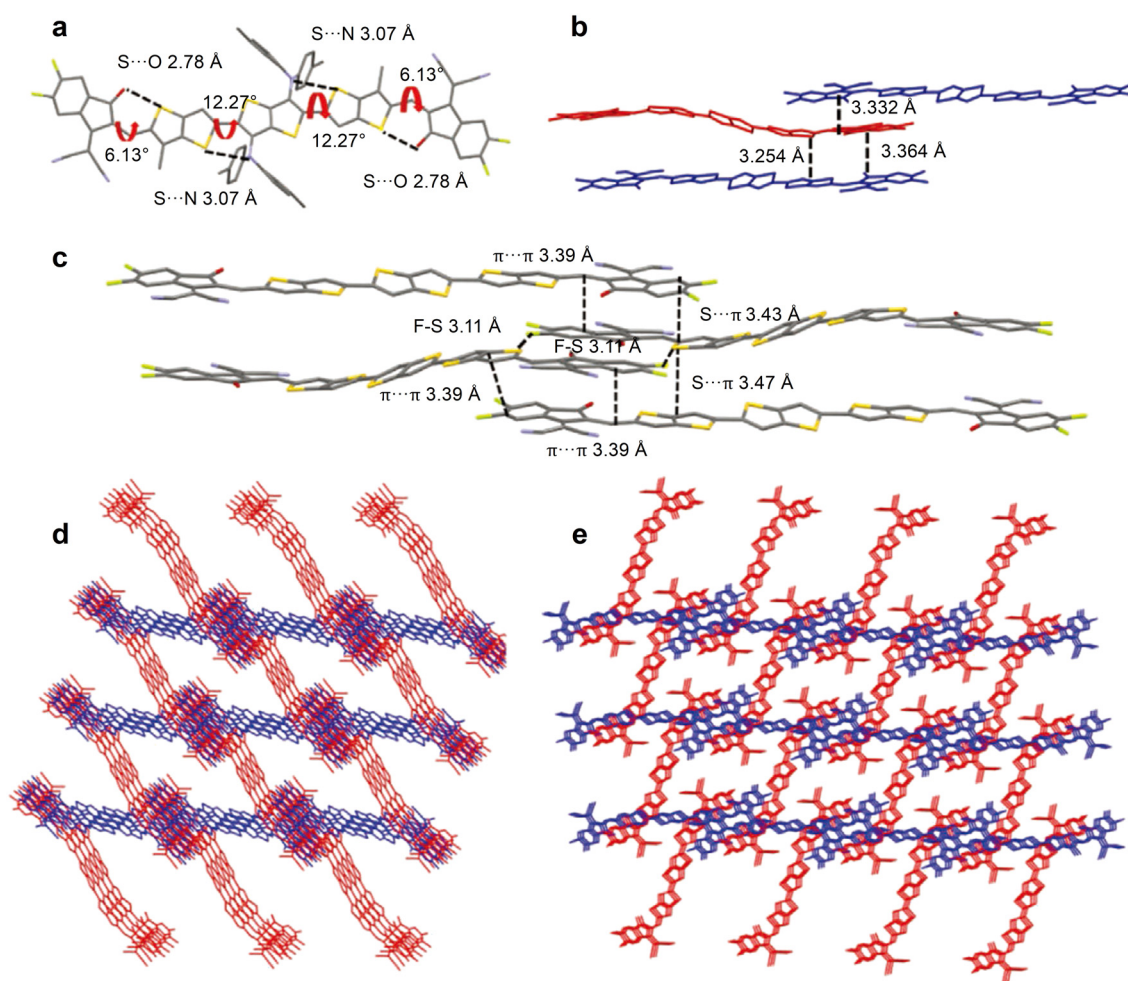 a
S···N 3.07 Å
S···O 2.78 Å
6.13°
12.27°
12.27°
6.13°
S···O 2.78 Å
S···N 3.07 Å
b
3.332 Å
3.254 Å
3.364 Å
c
π···π 3.39 Å
S···π 3.43 Å
F-S 3.11 Å
F-S 3.11 Å
π···π 3.39 Å
S···π 3.47 Å
π···π 3.39 Å
d
e